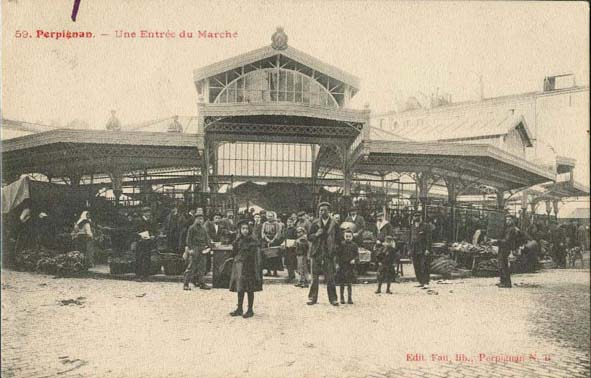 59. Perpignan. — Une Entrée du Marché
Edit. Fau, lib., Perpignan N. B